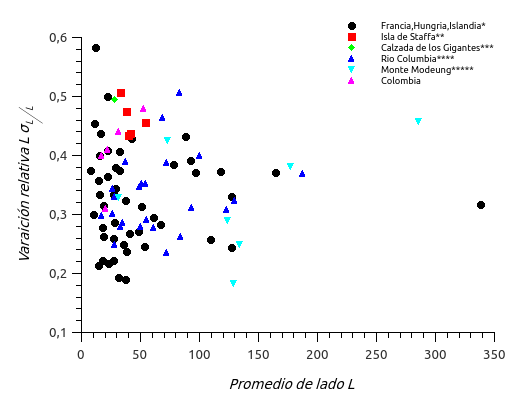 Francia,Hungria,Islandia*
Isla de Staffa**
Calzada de los Gigantes***
Rio Columbia****
Monte Modeung*****
Colombia
0,6
0,5
0,4
0,3
0,2
0,1
Varaición relativa L σL/L
0 50 100 150 200 250 300 350
Promedio de lado L